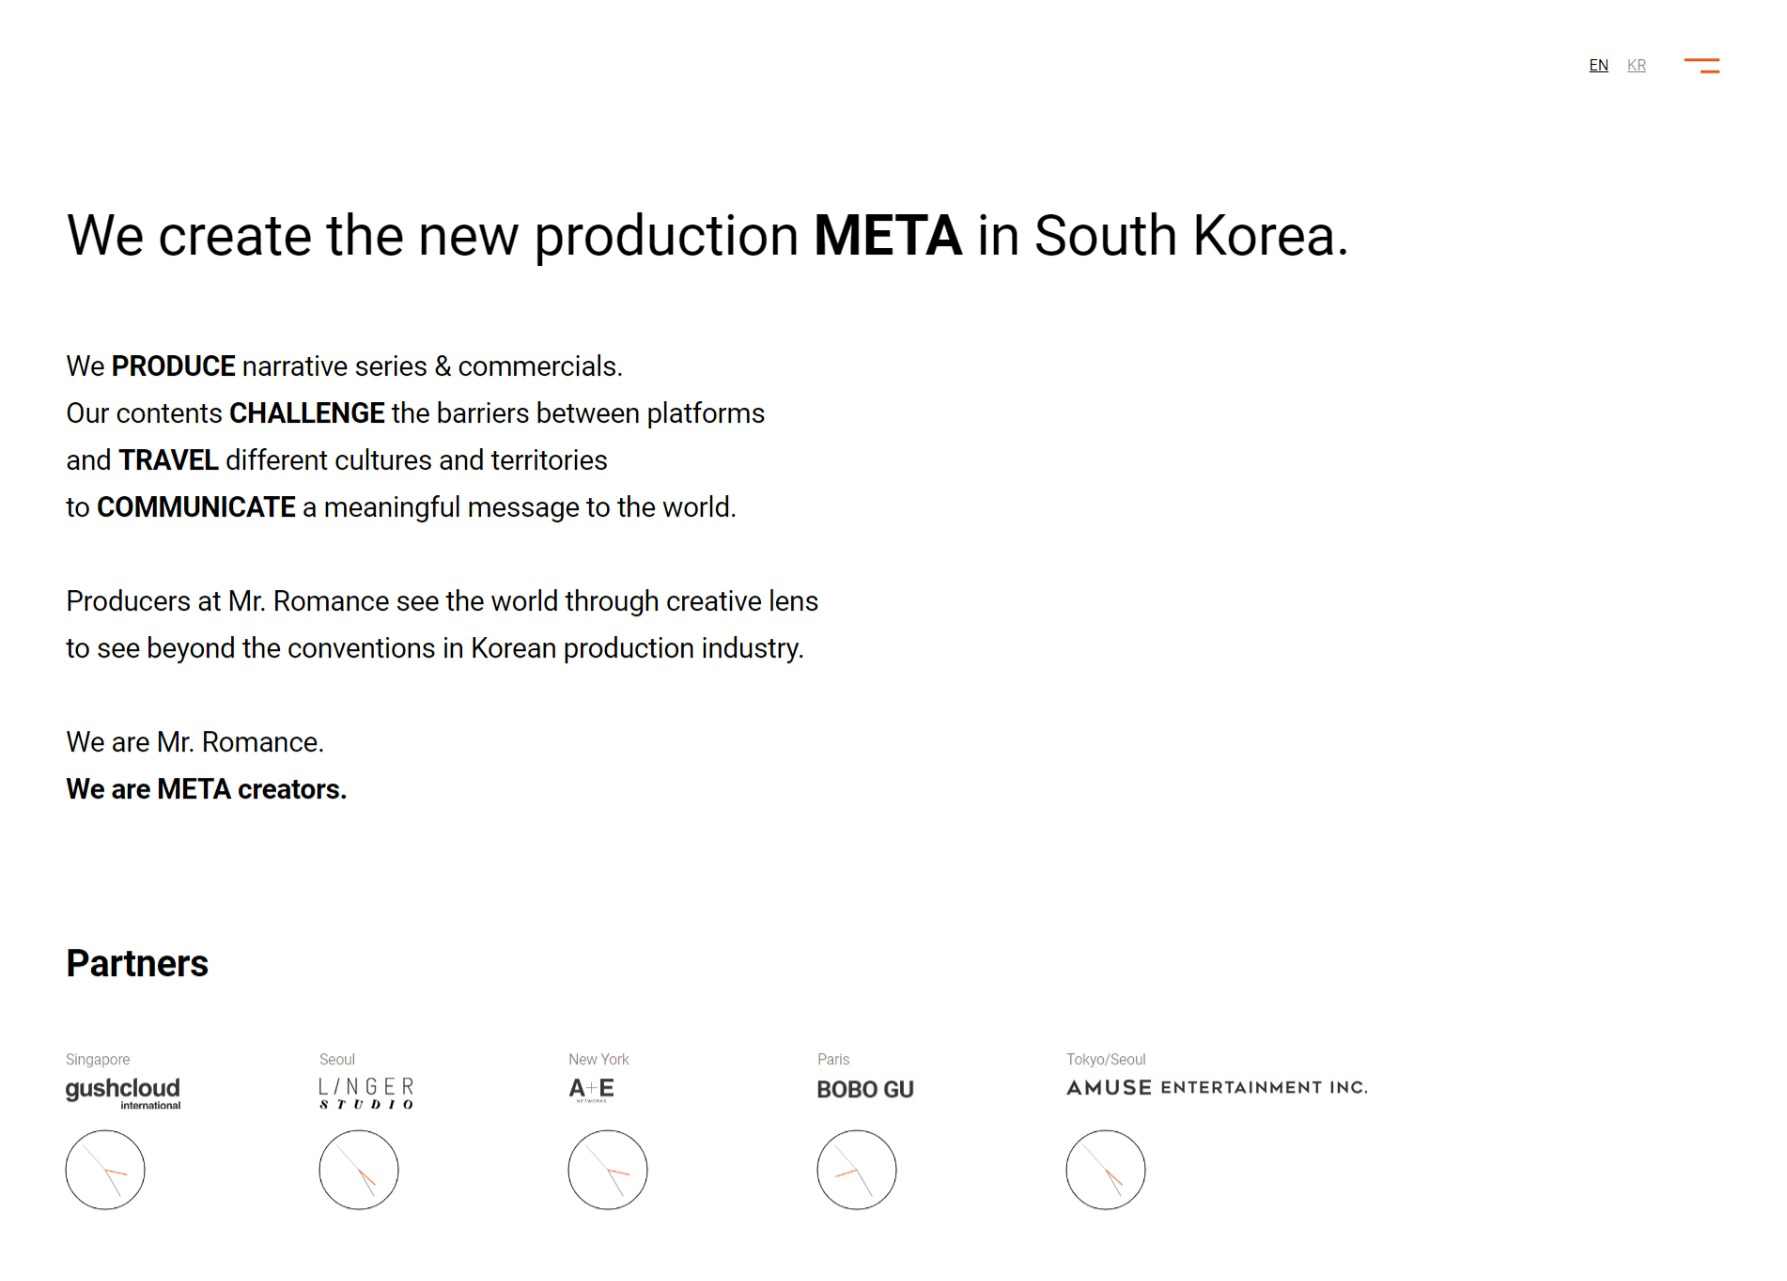 EN KR
We create the new production META in South Korea.
We PRODUCE narrative series & commercials.
Our contents CHALLENGE the barriers between platforms
and TRAVEL different cultures and territories
to COMMUNICATE a meaningful message to the world.
Producers at Mr. Romance see the world through creative lens
to see beyond the conventions in Korean production industry.
We are Mr. Romance.
We are META creators.
Partners
Singapore
gushcloud
international
Seoul
L/NGER
STUDIO
New York
A+E
NETWORKS
Paris
BOBO GU
Tokyo/Seoul
AMUSE ENTERTAINMENT INC.